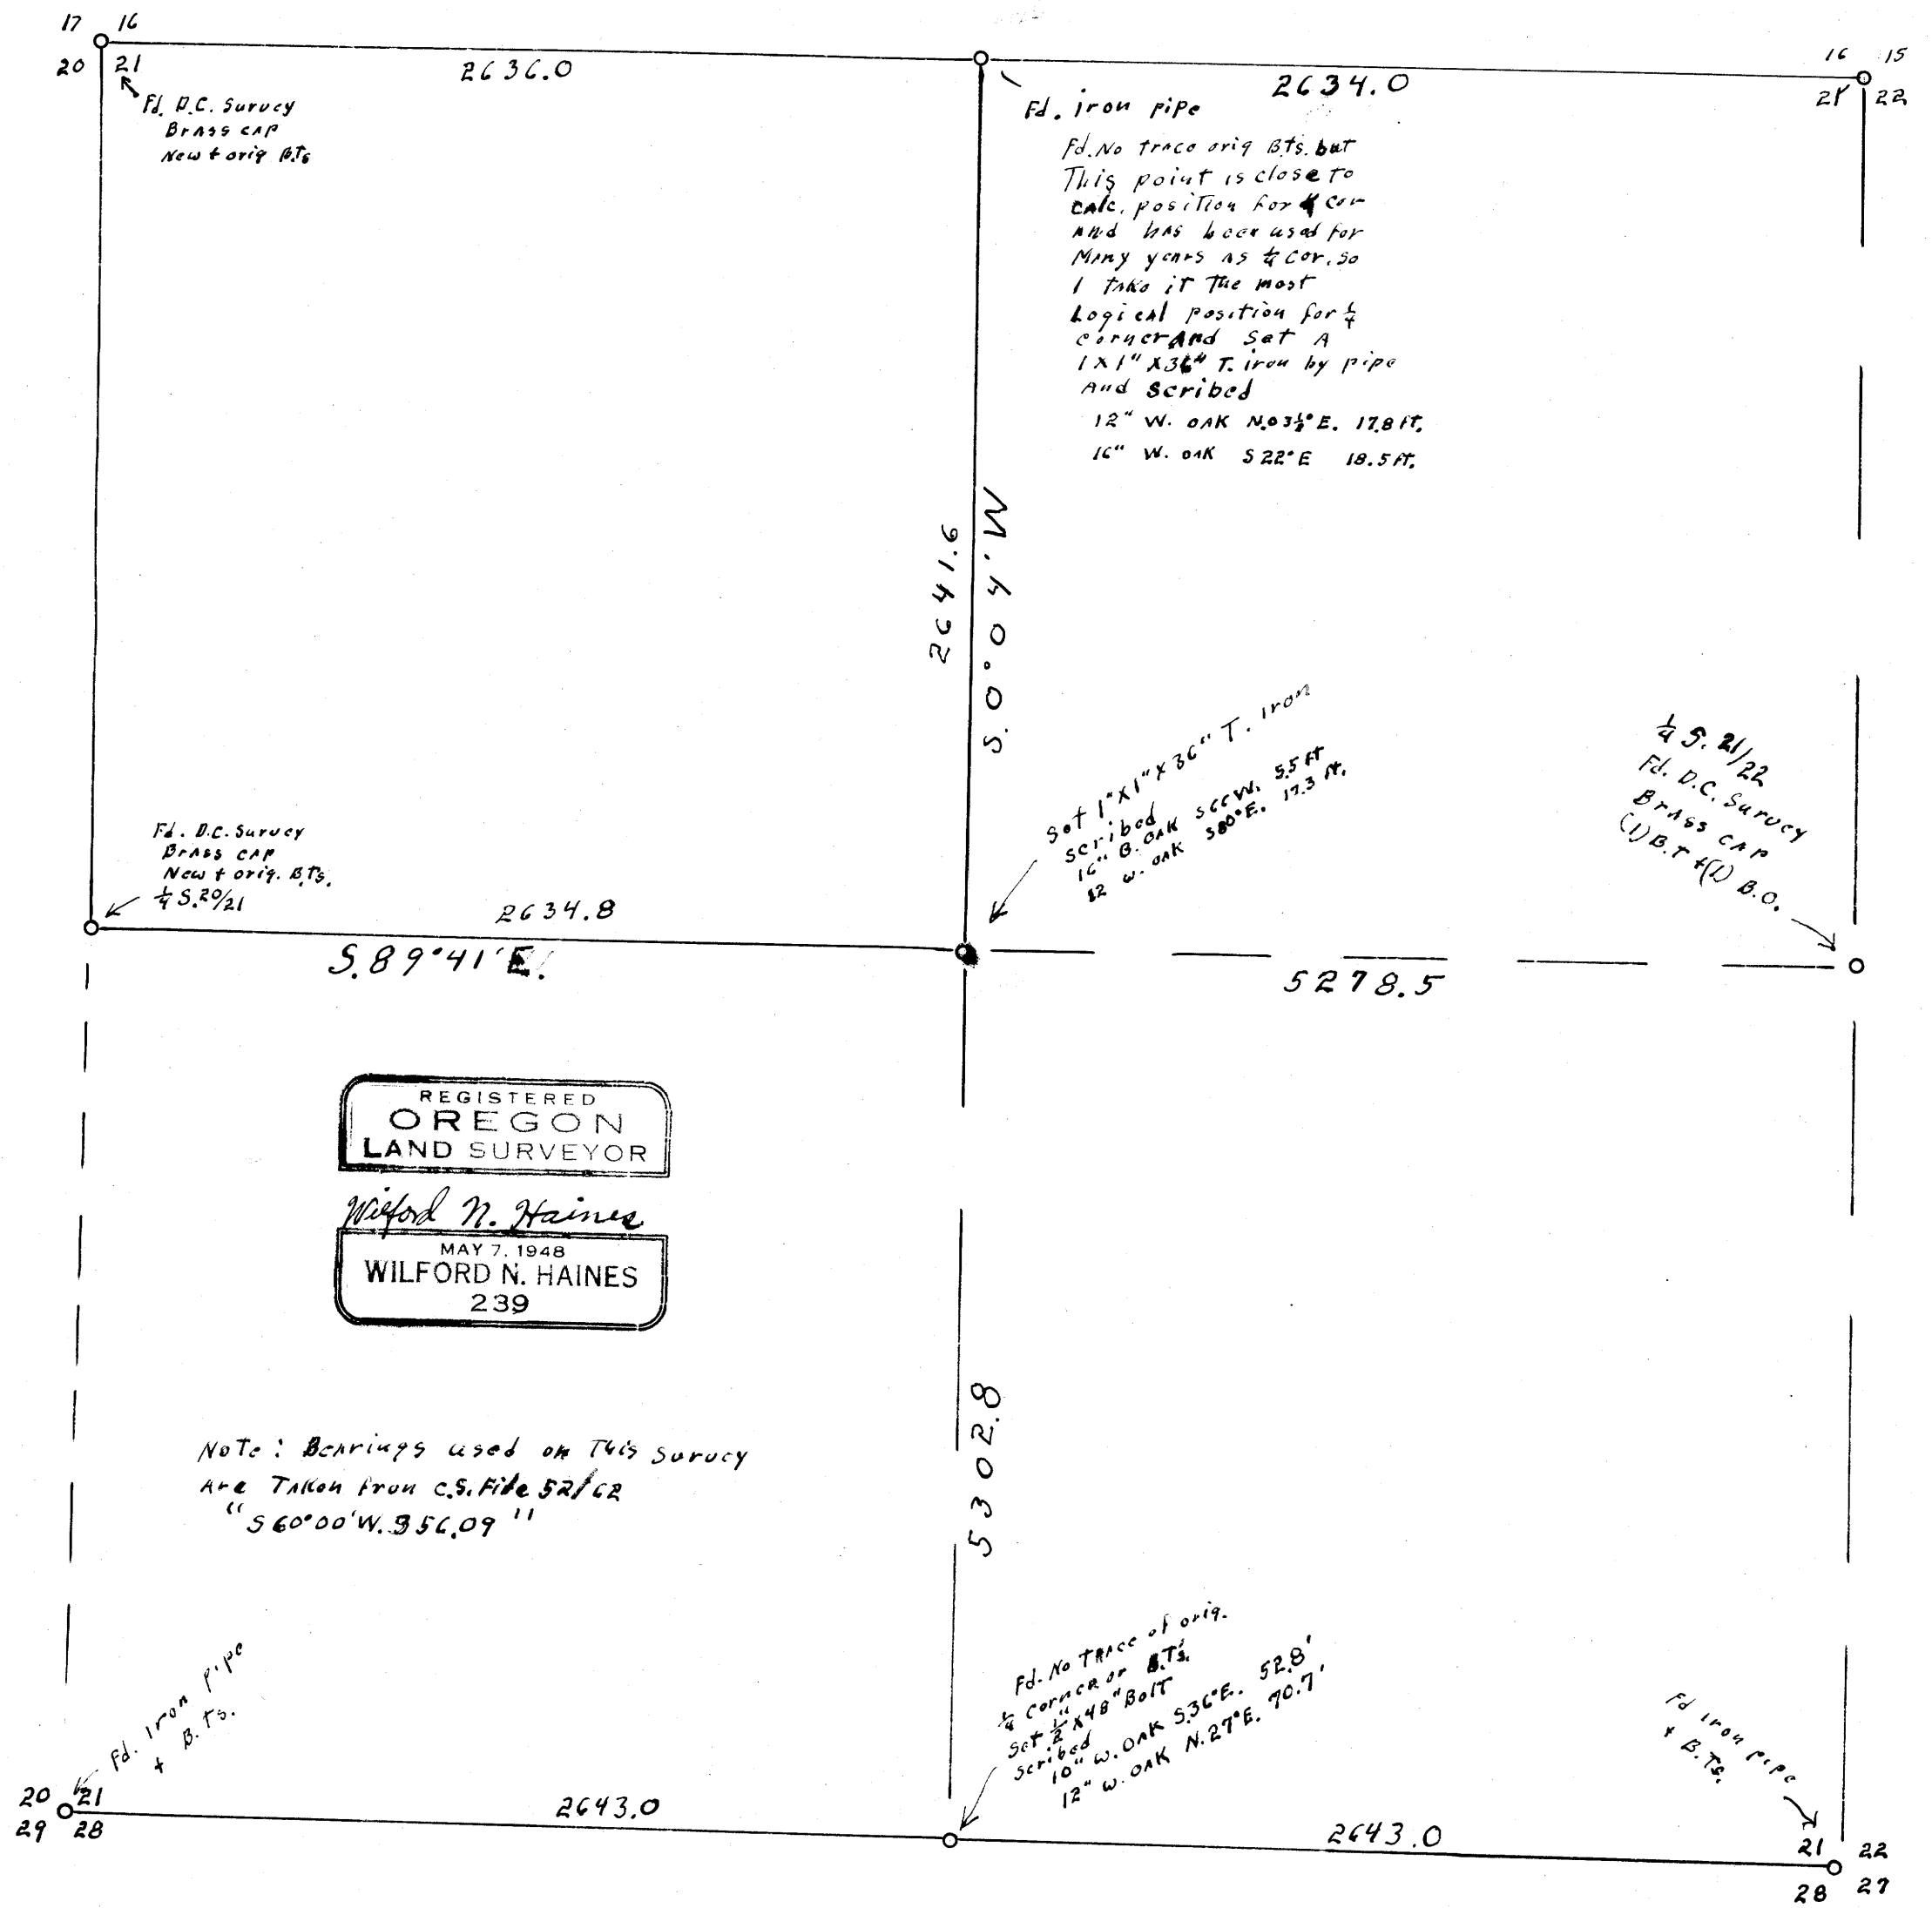 17 16
20 21
2636.0
2634.0
16 15
21 22
Fd. D.C. Survey
Brass cap
New + orig B.Ts
Fd. iron pipe
Fd. No trace orig B.ts. but
This point is close to
calc. position for ¼ cor
and has been used for
Many years as ¼ cor. so
I take it The most
Logical position for ¼
corner and set A
1 x 1" x 36" T. iron by pipe
And scribed
12" W. oak N.03½°E. 17.8 ft.
16" W. oak S 22°E 18.5 ft.
2641.6
S. 0°04' W
Set 1"x1"x36" T. Iron
scribed
16" B. oak S66W. 5.5 ft
12 W. oak S80°E. 17.3 ft.
¼ S. 21/22
Fd. D.C. Survey
Brass cap
(1) B.T + (1) B.O.
Fd. D.C. Survey
Brass cap
New + orig. B.Ts.
¼ S. 20/21
2634.8
S. 89°41' E.
5278.5
REGISTERED
OREGON
LAND SURVEYOR
Wilford N. Haines
MAY 7, 1948
WILFORD N. HAINES
239
5302.8
Note: Bearings used on This Survey
Are Taken from C.S. File 52/62
"S 60°00' W. 356.09"
Fd. Iron Pipe
+ B.Ts.
Fd. No trace of orig.
¼ corner or B.Ts.
Set ½" x 48" Bolt
scribed
10" W. oak S.36°E. 52.8'
12" W. oak N.27°E. 70.7'
Fd iron pipe
+ B.Ts.
20 21
29 28
2643.0
2643.0
21 22
28 27